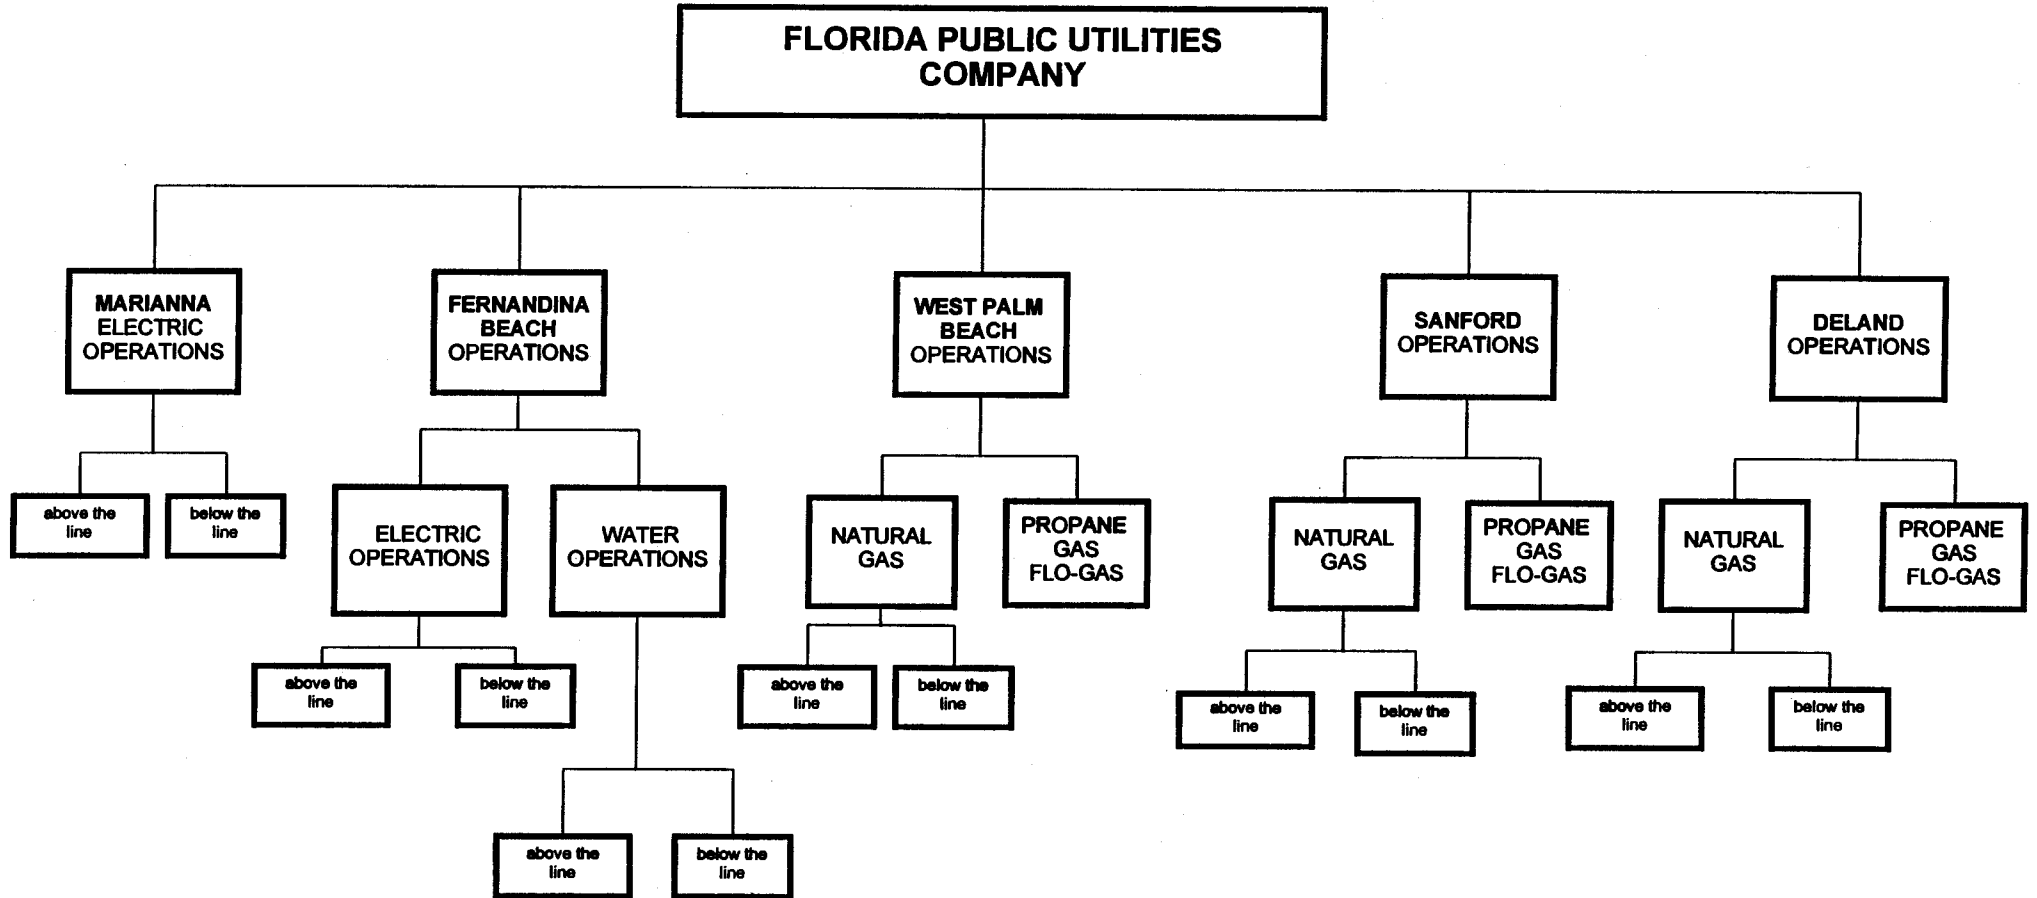 FLORIDA PUBLIC UTILITIES
COMPANY
MARIANNA
ELECTRIC
OPERATIONS
FERNANDINA
BEACH
OPERATIONS
WEST PALM
BEACH
OPERATIONS
SANFORD
OPERATIONS
DELAND
OPERATIONS
above the
line
below the
line
ELECTRIC
OPERATIONS
WATER
OPERATIONS
NATURAL
GAS
PROPANE
GAS
FLO-GAS
NATURAL
GAS
PROPANE
GAS
FLO-GAS
NATURAL
GAS
PROPANE
GAS
FLO-GAS
above the
line
below the
line
above the
line
below the
line
above the
line
below the
line
above the
line
below the
line
above the
line
below the
line